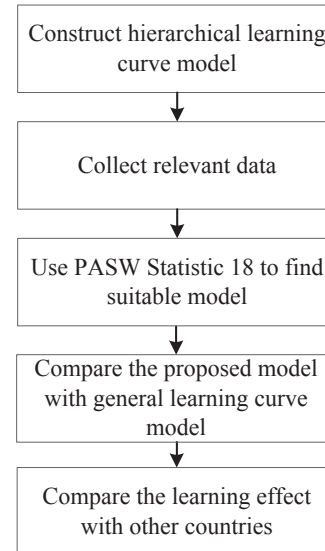 Construct hierarchical learning
curve model
Collect relevant data
Use PASW Statistic 18 to find
suitable model
Compare the proposed model
with general learning curve
model
Compare the learning effect
with other countries